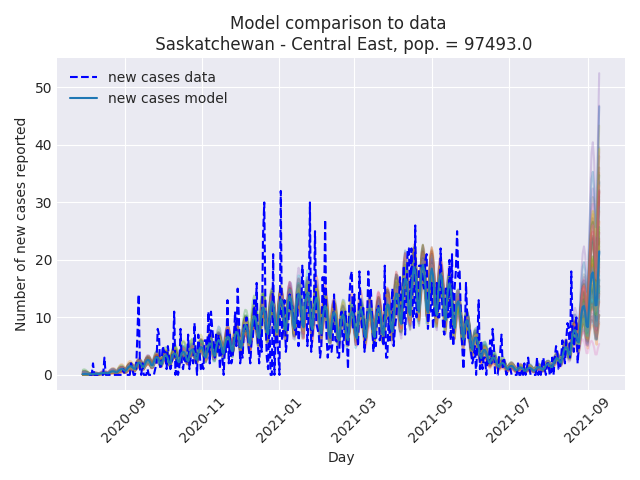 Model comparison to data
Saskatchewan - Central East, pop. = 97493.0
new cases data
new cases model
Number of new cases reported
50
40
30
20
10
0
2020-09
2020-11
2021-01
2021-03
2021-05
2021-07
2021-09
Day